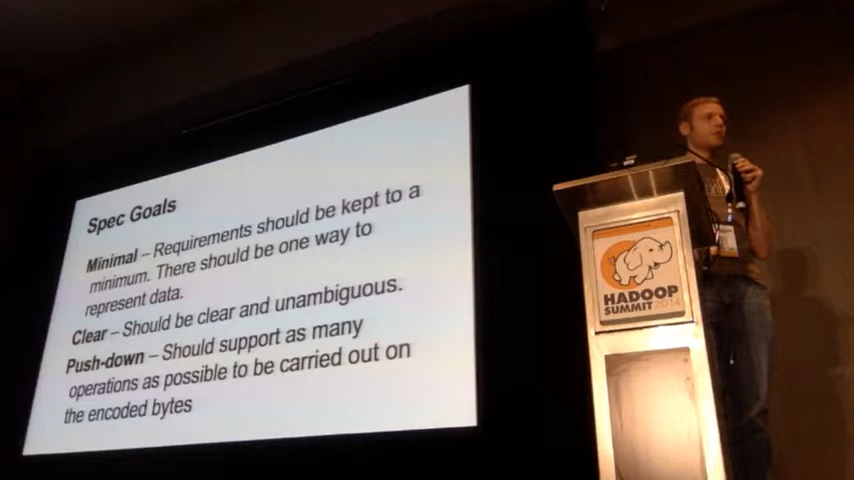 Spec Goals
Minimal – Requirements should be kept to a
minimum. There should be one way to
represent data.
Clear – Should be clear and unambiguous.
Push-down – Should support as many
operations as possible to be carried out on
the encoded bytes
HADOOP
SUMMIT 2014